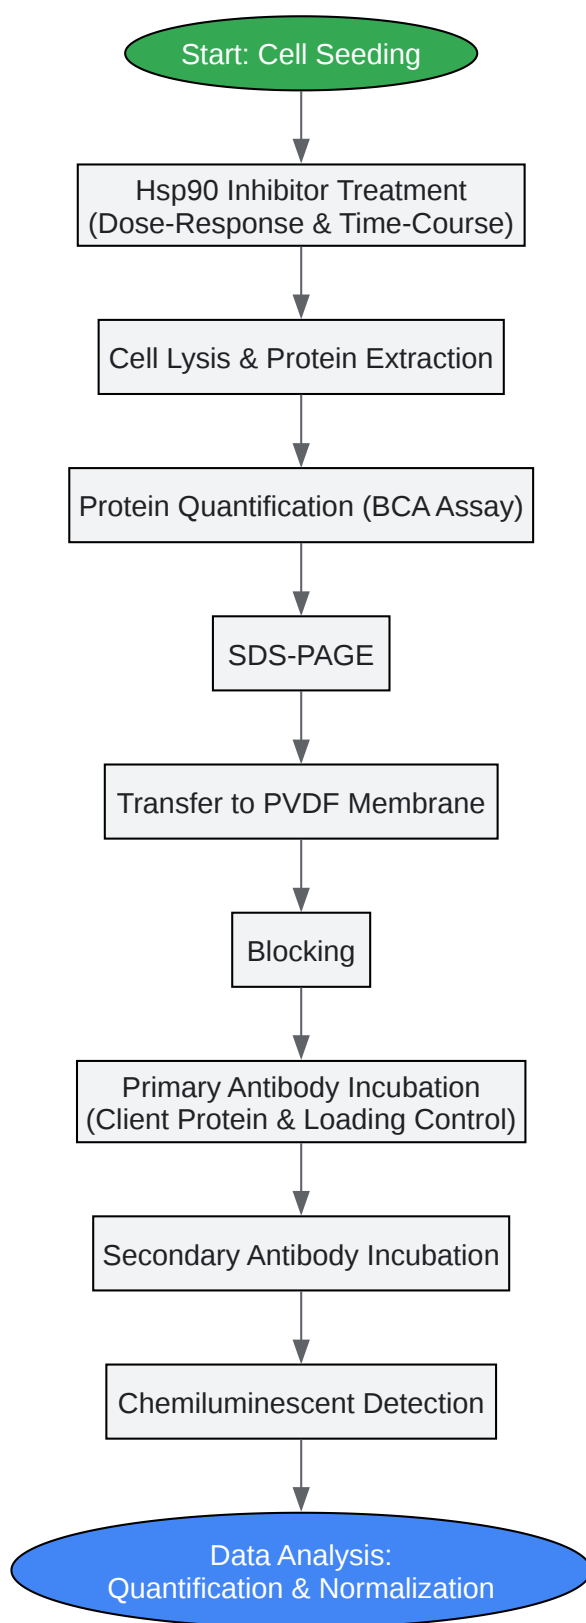 Start: Cell Seeding
Hsp90 Inhibitor Treatment
(Dose-Response & Time-Course)
Cell Lysis & Protein Extraction
Protein Quantification (BCA Assay)
SDS-PAGE
Transfer to PVDF Membrane
Blocking
Primary Antibody Incubation
(Client Protein & Loading Control)
Secondary Antibody Incubation
Chemiluminescent Detection
Data Analysis:
Quantification & Normalization